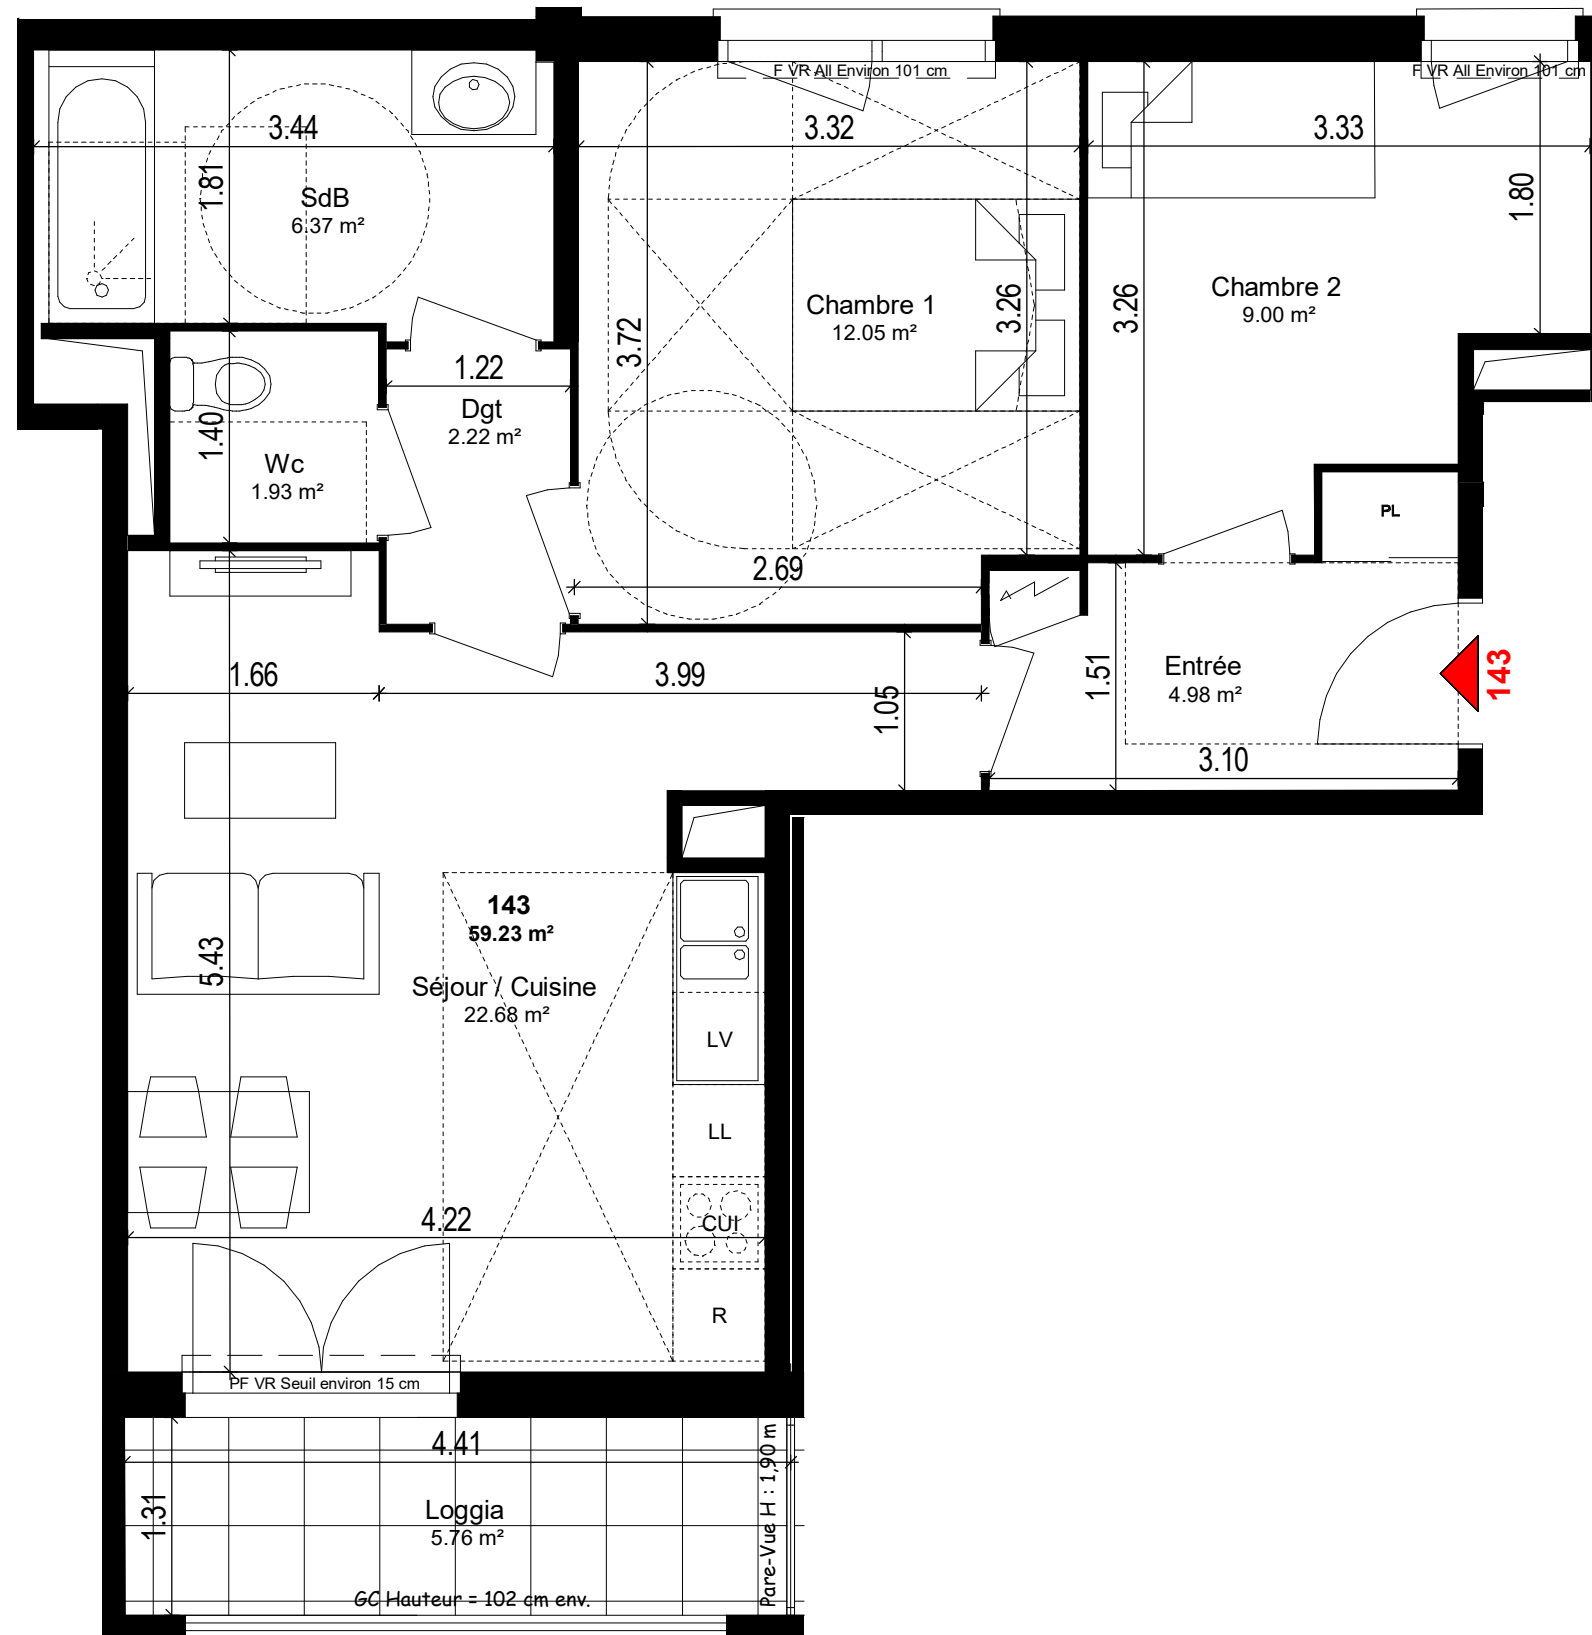 F VR All Environ 101 cm
F VR All Environ 101 cm
3.44
3.32
3.33
1.81
SdB
6.37 m²
1.80
Chambre 1
12.05 m²
3.26
3.26
Chambre 2
9.00 m²
3.72
1.22
Dgt
2.22 m²
1.40
Wc
1.93 m²
PL
2.69
1.66
3.99
1.05
1.51
Entrée
4.98 m²
143
3.10
143
59.23 m²
5.43
Séjour / Cuisine
22.68 m²
LV
LL
CUI
4.22
R
PF VR Seuil environ 15 cm
4.41
Pare-Vue H : 1,90 m
1.31
Loggia
5.76 m²
GC Hauteur = 102 cm env.